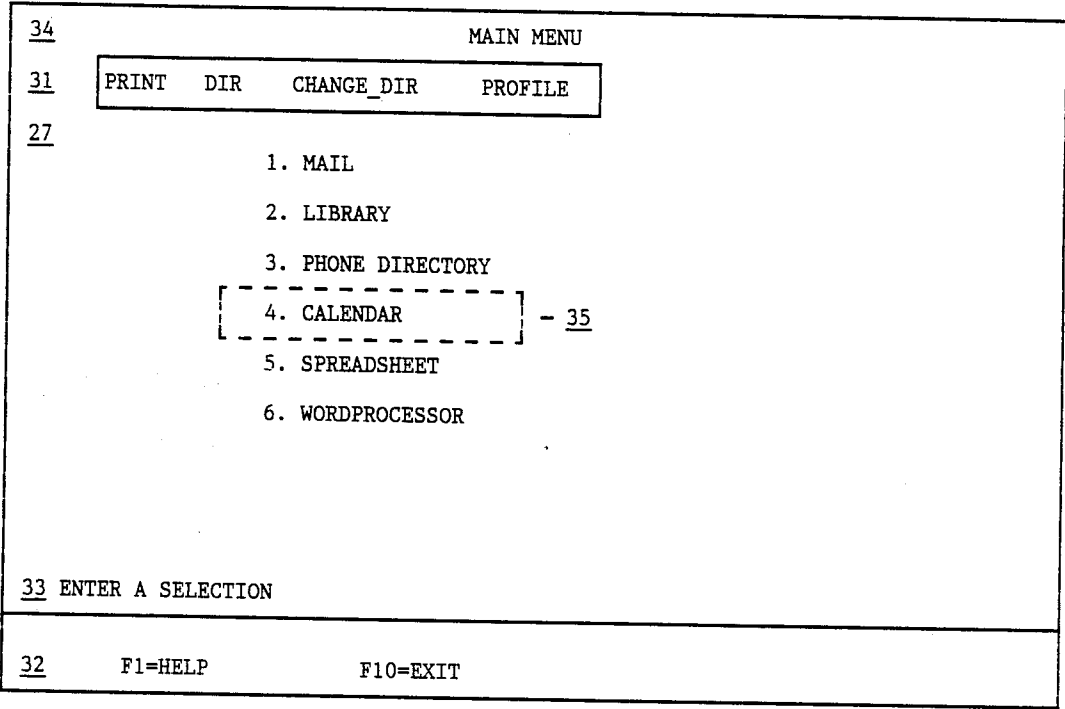 34 MAIN MENU
31 PRINT DIR CHANGE_DIR PROFILE
27
1. MAIL
2. LIBRARY
3. PHONE DIRECTORY
4. CALENDAR - 35
5. SPREADSHEET
6. WORDPROCESSOR
33 ENTER A SELECTION
32 F1=HELP F10=EXIT